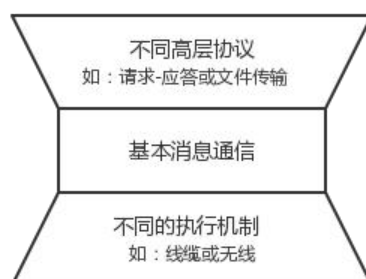 不同高层协议
如：请求-应答或文件传输
基本消息通信
不同的执行机制
如：线缆或无线